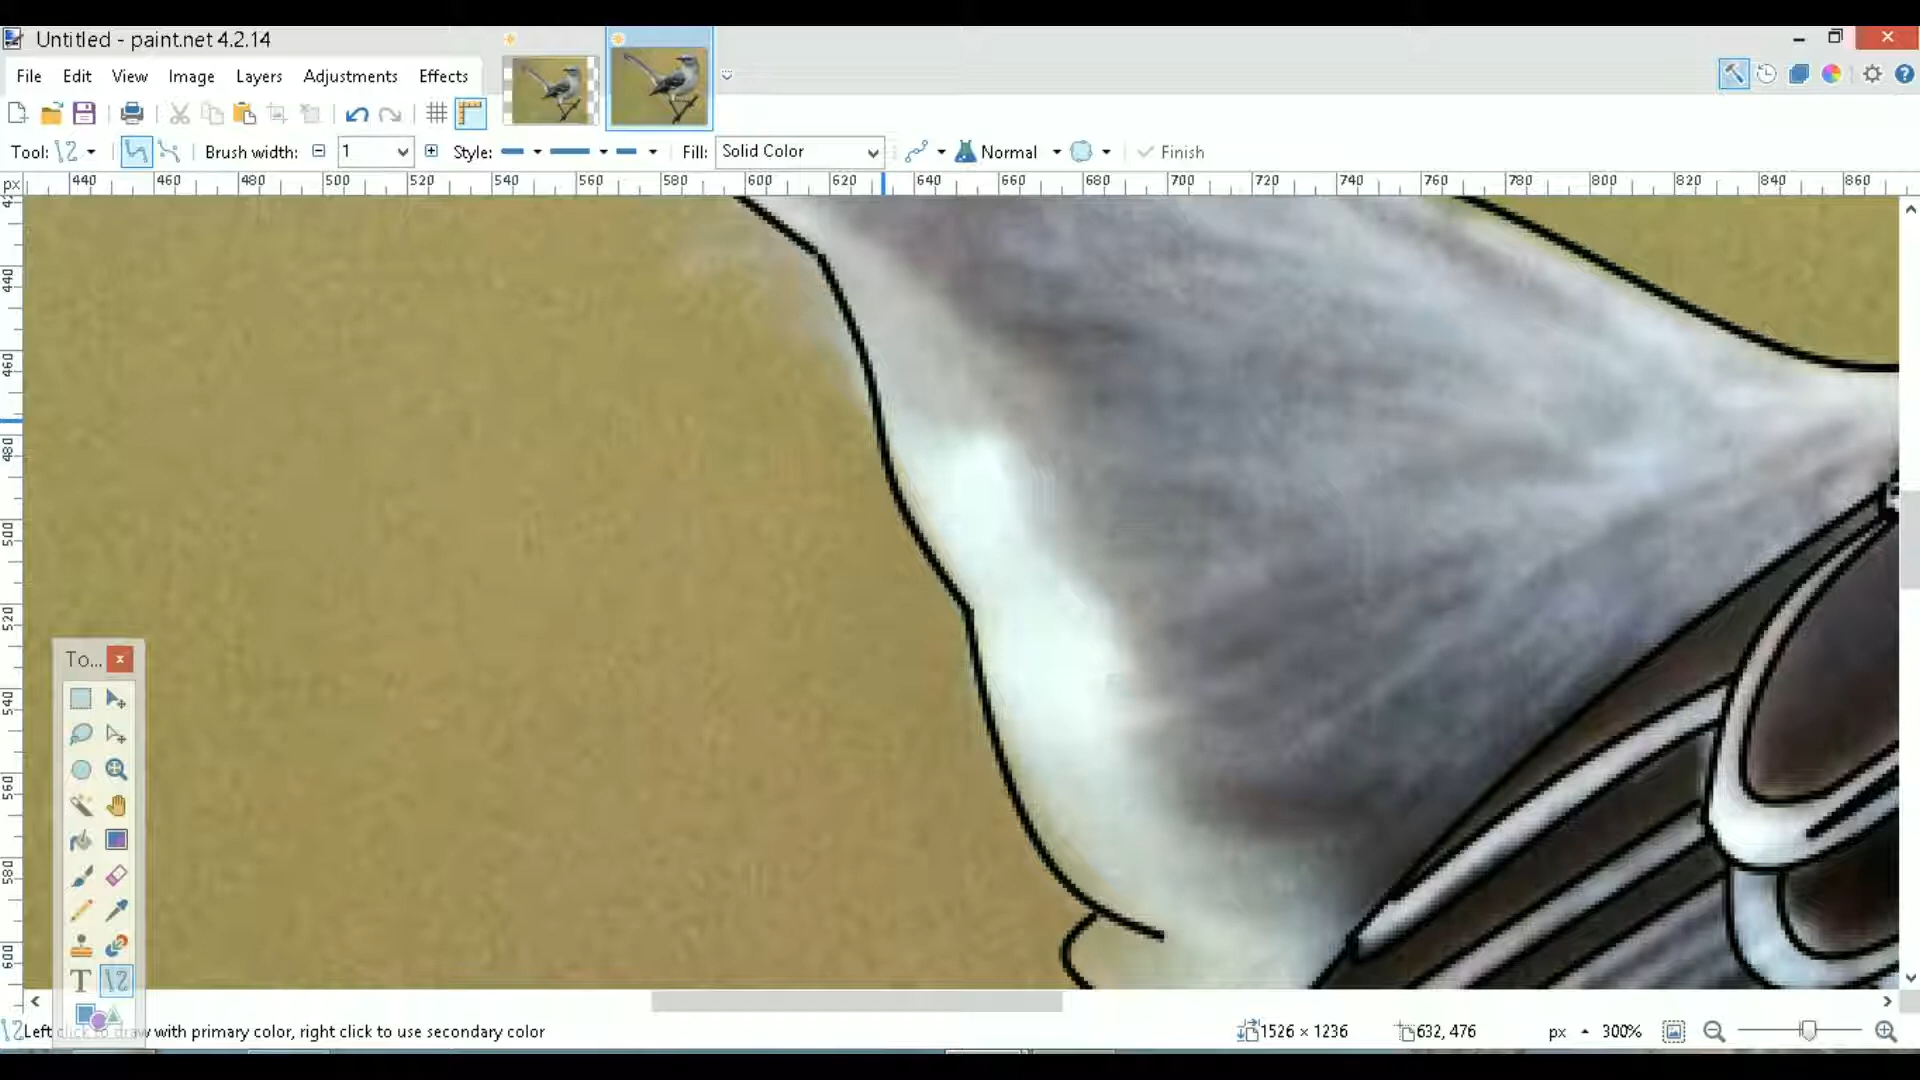 Untitled - paint.net 4.2.14
File Edit View Image Layers Adjustments Effects
Tool: Brush width: 1 Style: Fill: Solid Color Normal Finish
px 440 460 480 500 520 540 560 580 600 620 640 660 680 700 720 740 760 780 800 820 840 860
440
460
480
500
520
540
560
580
600
To...
T
Left click to draw with primary color, right click to use secondary color 1526 × 1236 632, 476 px 300%